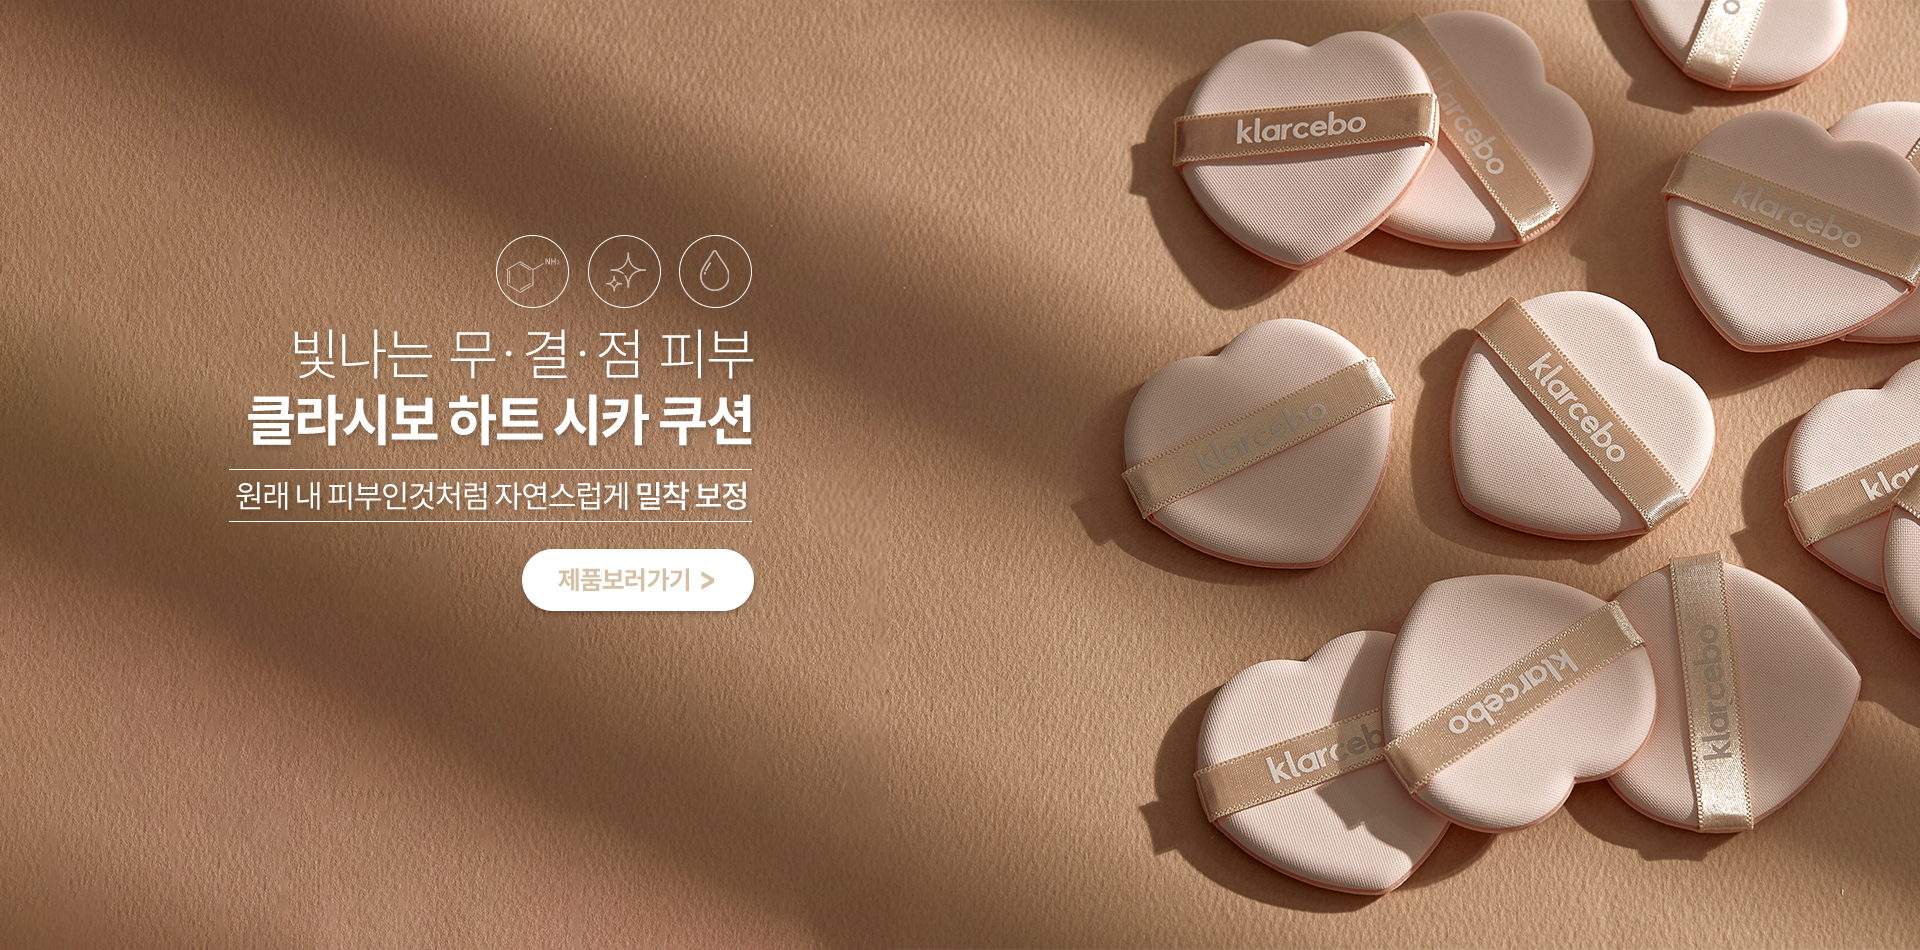 NH₂
빛나는 무·결·점 피부
클라시보 하트 시카 쿠션
원래 내 피부인것처럼 자연스럽게 밀착 보정
제품보러가기 >
klarcebo
klarcebo
klarcebo
klarcebo
klarcebo
klarceb
klarcebo
klarcebo